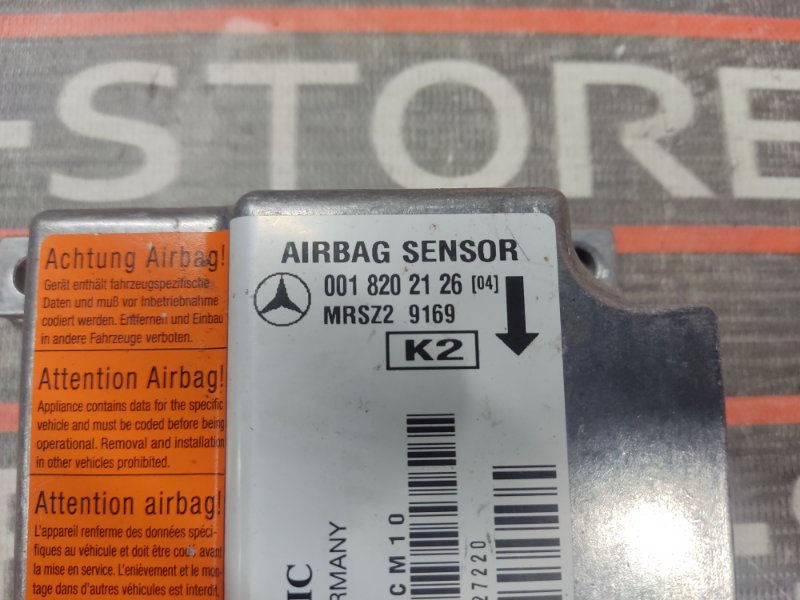 -STORE
Achtung Airbag!
Gerät enthält fahrzeugspezifische
Daten und muß vor Inbetriebnahme
codiert werden. Entfernen und Einbau
in andere Fahrzeuge verboten.
Attention Airbag!
Appliance contains data for the specific
vehicle and must be coded before being
operational. Removal and installation
in other vehicles prohibited.
Attention airbag!
L'appareil renferme des données spéci-
fiques au véhicule et doit être codé avant
la mise en service. L'enièvement et le mon-
tage dans d'autres véhicules est interdit.
AIRBAG SENSOR
001 820 21 26 [04]
MRSZ2 9169
K2
IC
RMANY
CM10
27220